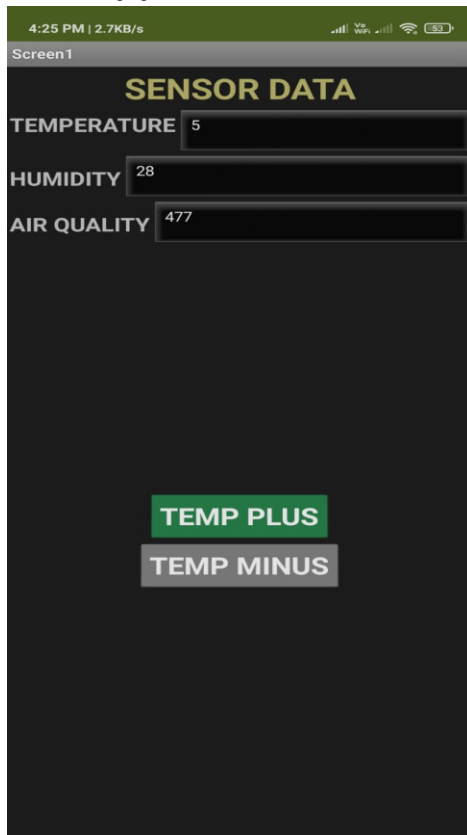 4:25 PM | 2.7KB/s Vo WiFi 53
Screen1
SENSOR DATA
TEMPERATURE 5
HUMIDITY 28
AIR QUALITY 477
TEMP PLUS
TEMP MINUS